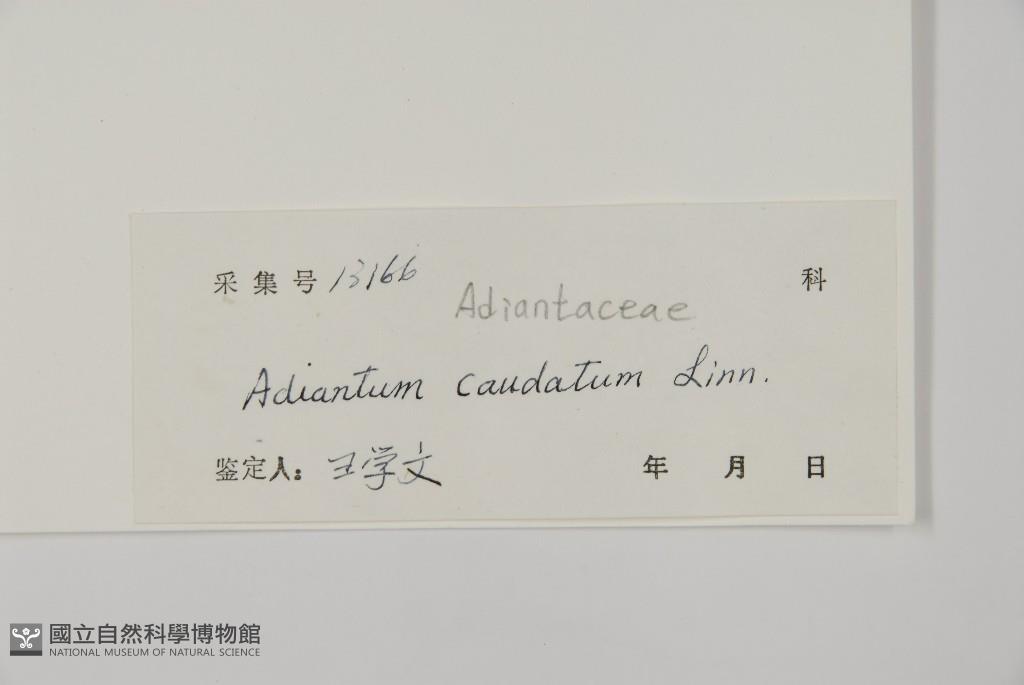 采集号 13166 科
Adiantaceae
Adiantum caudatum Linn.
鉴定人: 王学文 年 月 日
國立自然科學博物館
NATIONAL MUSEUM OF NATURAL SCIENCE